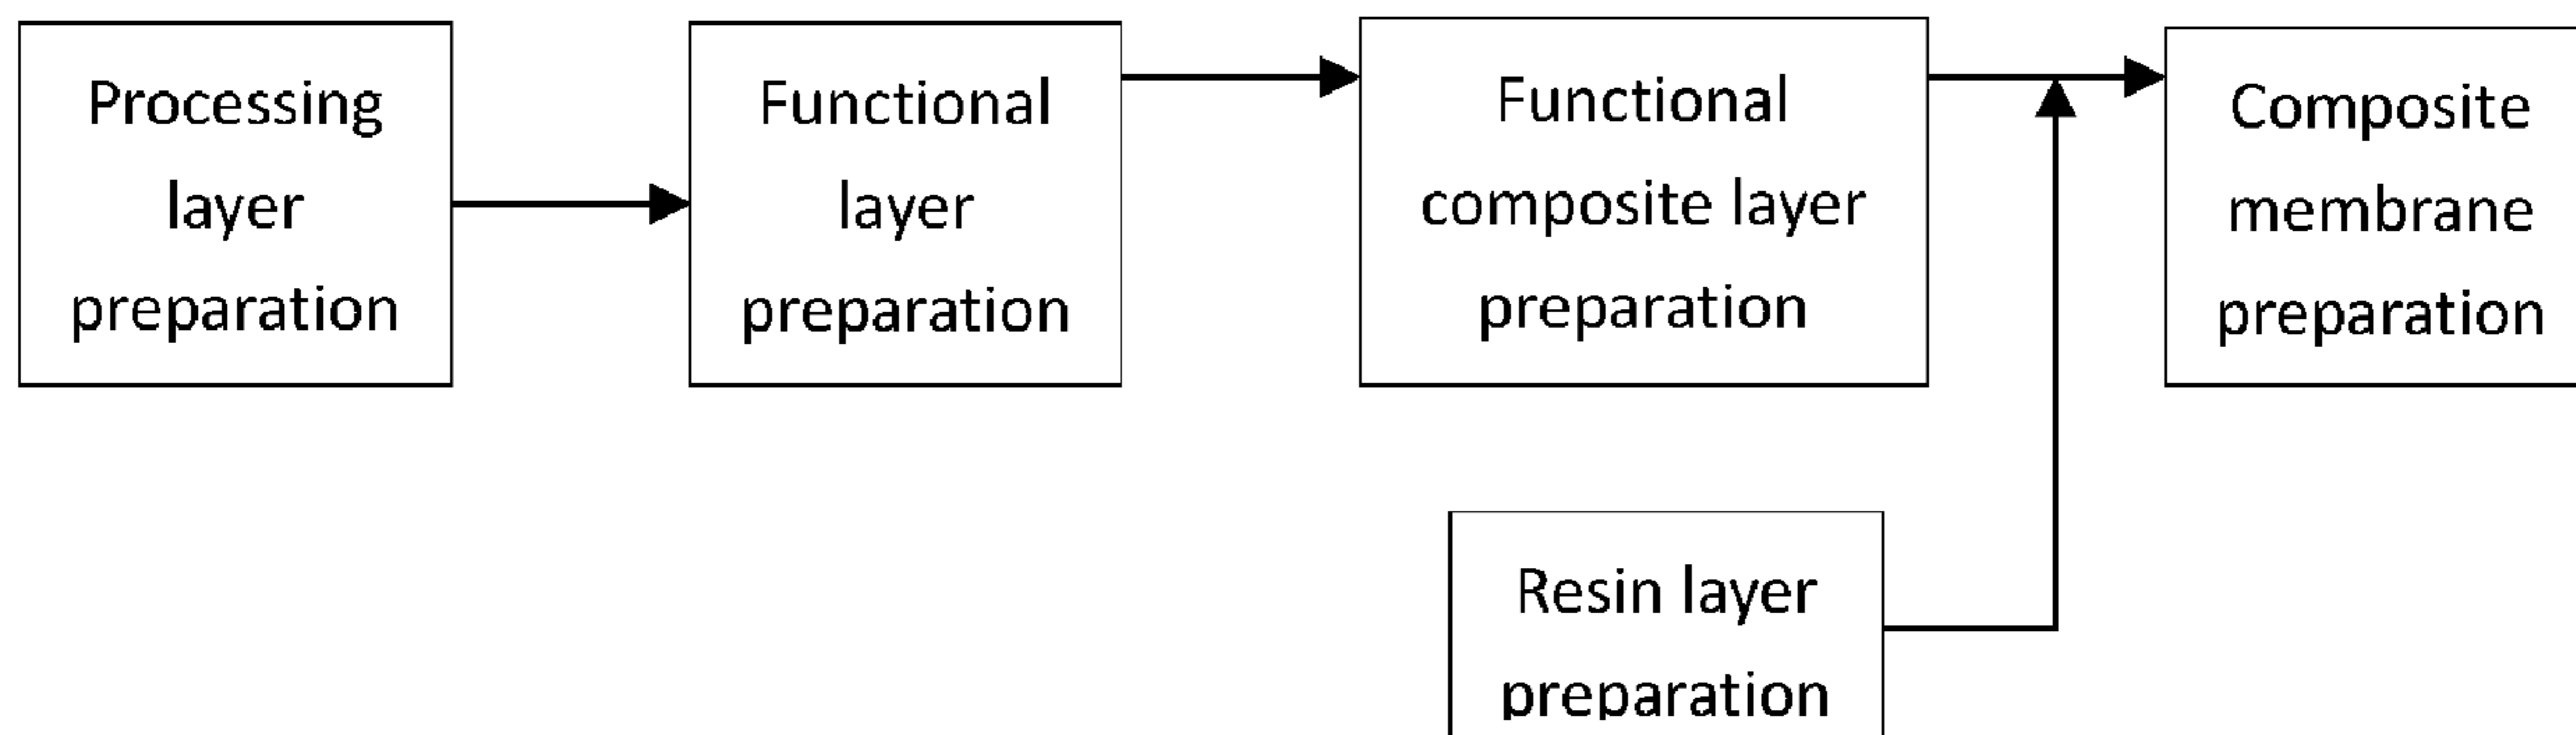 Processing
layer
preparation
Functional
layer
preparation
Functional
composite layer
preparation
Composite
membrane
preparation
Resin layer
preparation